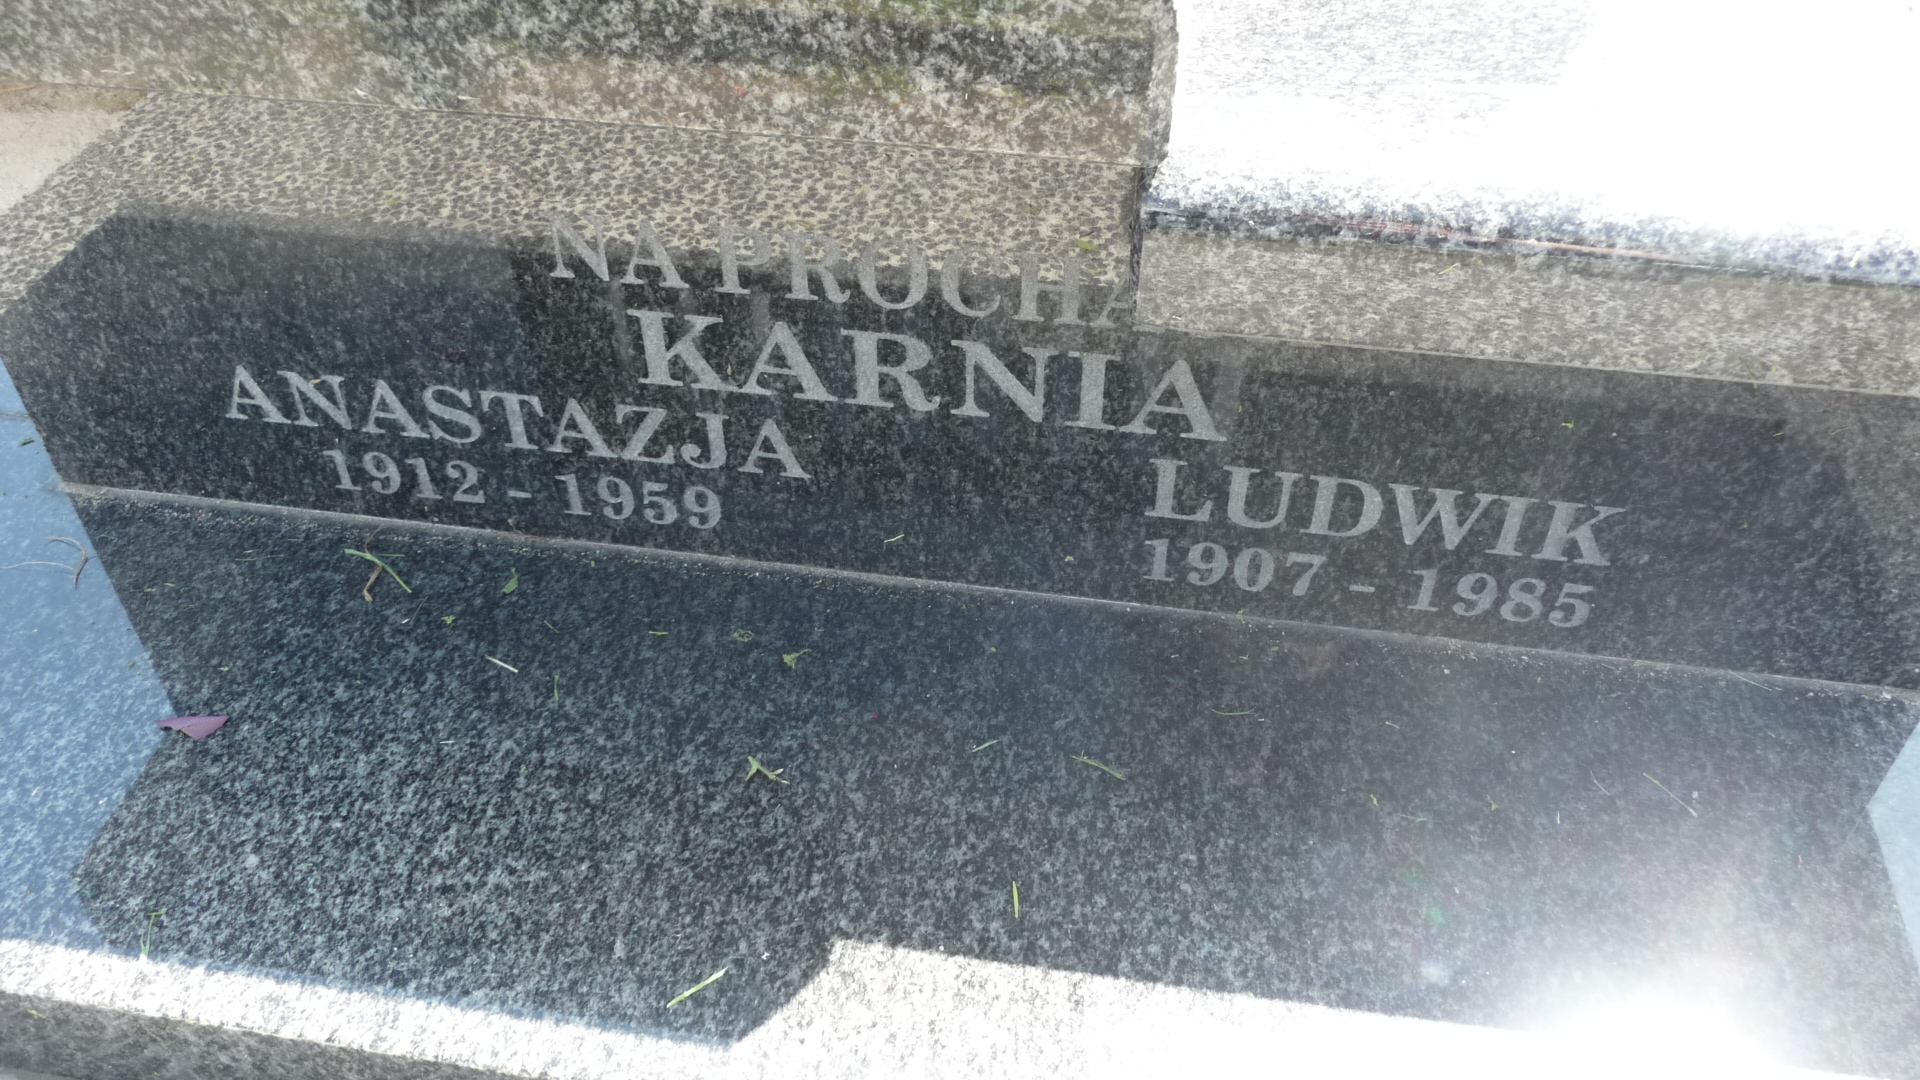 NA PROCHA
KARNIA
ANASTAZJA
1912 - 1959
LUDWIK
1907 - 1985